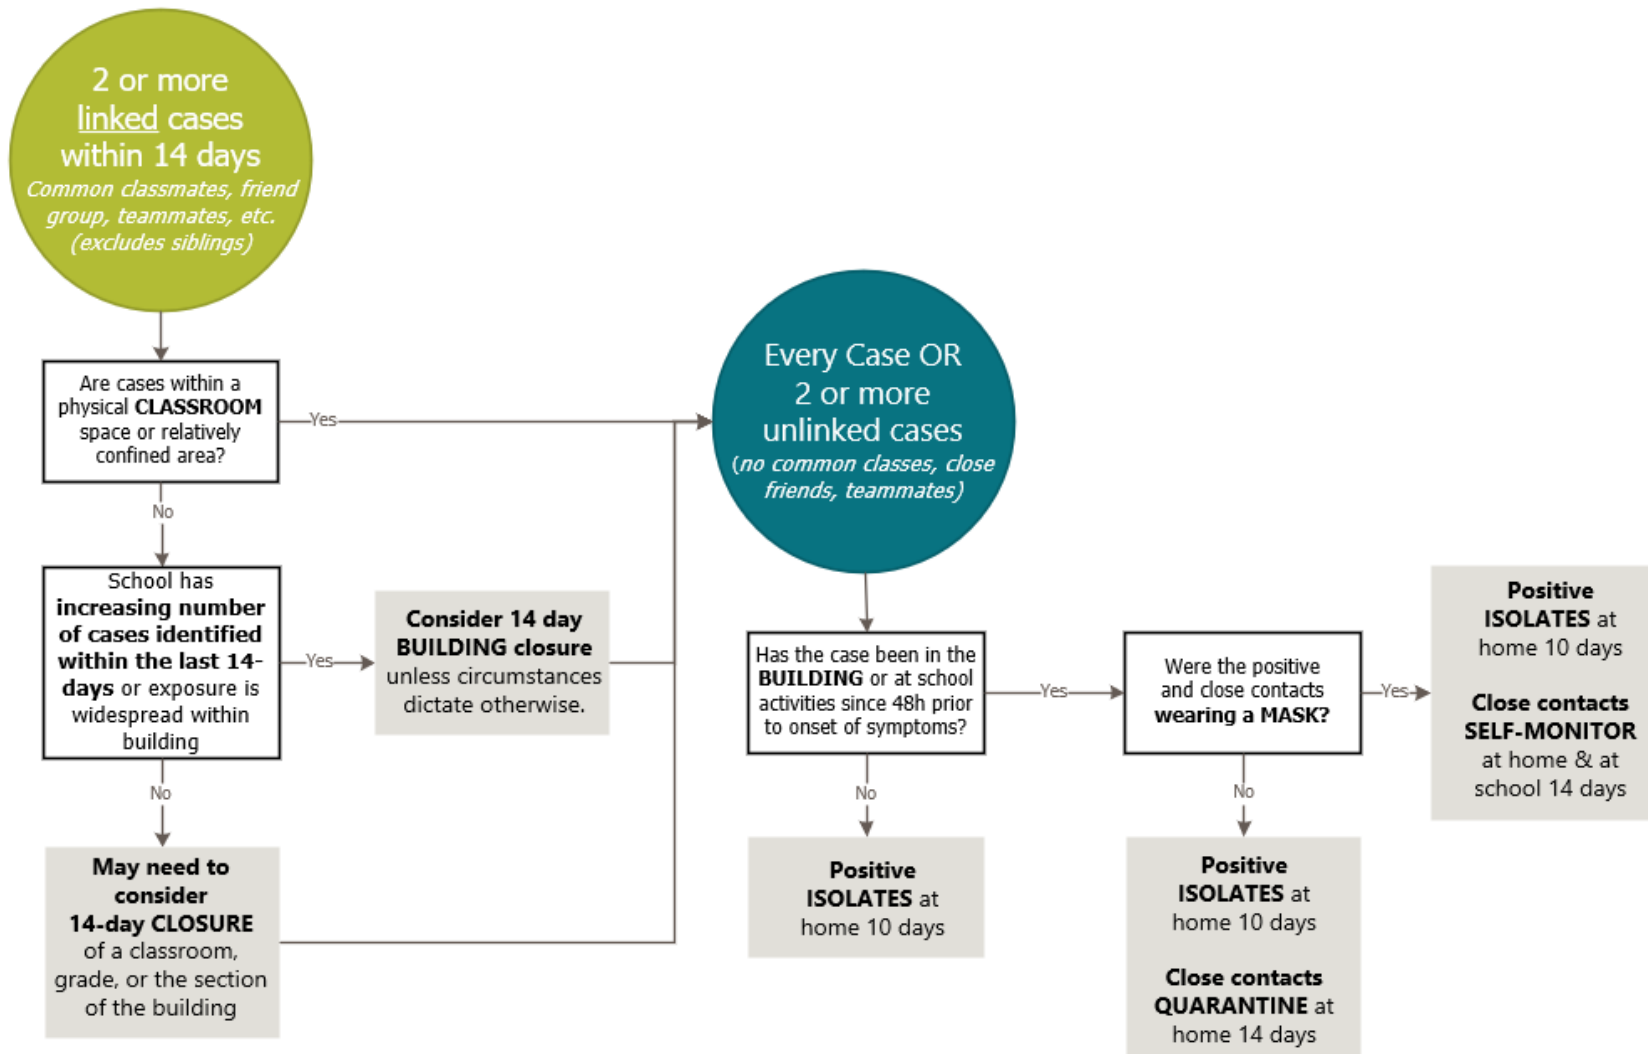 2 or more
linked cases
within 14 days
Common classmates, friend
group, teammates, etc.
(excludes siblings)
Are cases within a
physical CLASSROOM
space or relatively
confined area?
Yes
No
School has
increasing number
of cases identified
within the last 14-
days or exposure is
widespread within
building
Yes
Consider 14 day
BUILDING closure
unless circumstances
dictate otherwise.
No
May need to
consider
14-day CLOSURE
of a classroom,
grade, or the section
of the building
Every Case OR
2 or more
unlinked cases
(no common classes, close
friends, teammates)
Has the case been in the
BUILDING or at school
activities since 48h prior
to onset of symptoms?
Yes
No
Positive
ISOLATES at
home 10 days
Were the positive
and close contacts
wearing a MASK?
Yes
No
Positive
ISOLATES at
home 10 days
Close contacts
QUARANTINE at
home 14 days
Positive
ISOLATES at
home 10 days
Close contacts
SELF-MONITOR
at home & at
school 14 days